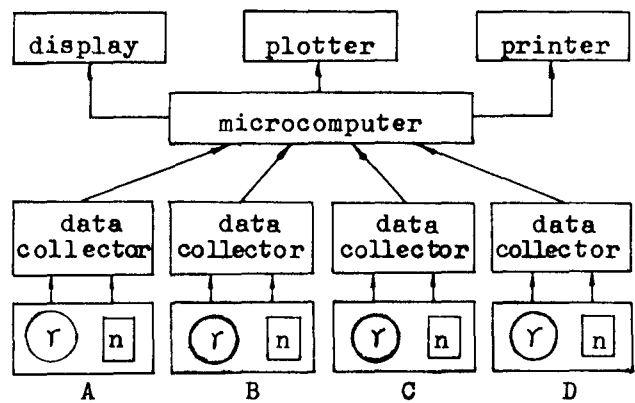 display plotter printer
microcomputer
data data data data
collector collector collector collector
γ n γ n γ n γ n
A B C D